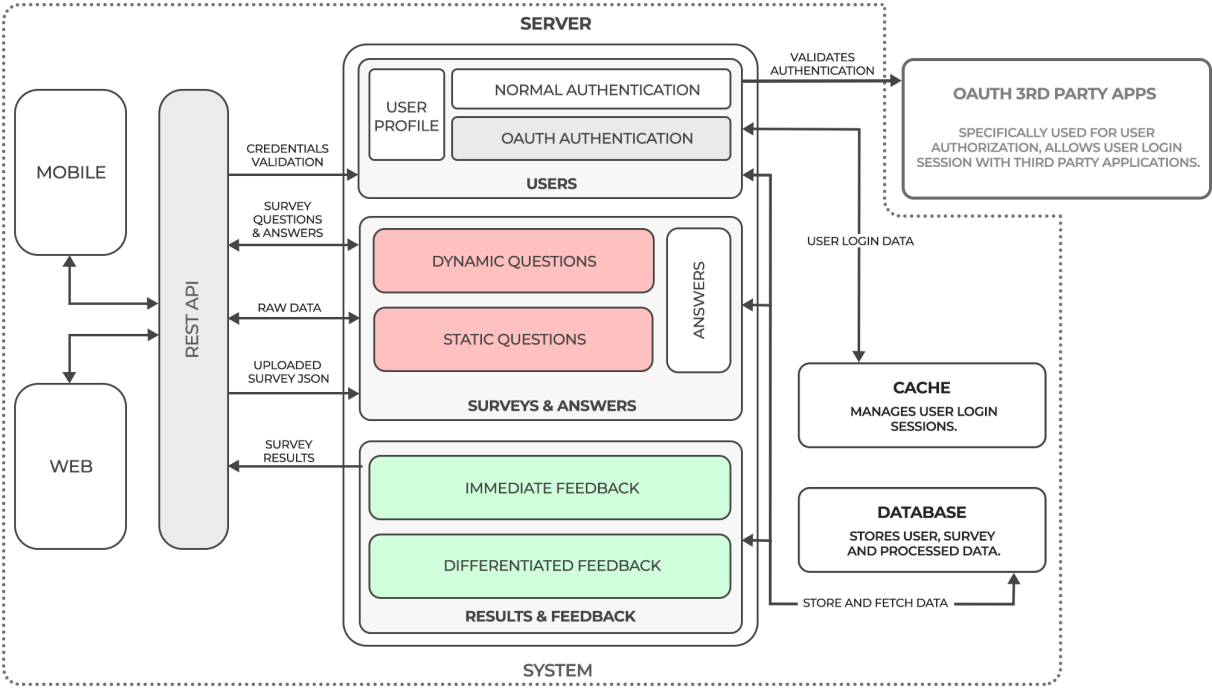 SERVER
VALIDATES
AUTHENTICATION
OAUTH 3RD PARTY APPS
SPECIFICALLY USED FOR USER
AUTHORIZATION, ALLOWS USER LOGIN
SESSION WITH THIRD PARTY APPLICATIONS.
USER
PROFILE
NORMAL AUTHENTICATION
OAUTH AUTHENTICATION
USERS
MOBILE
WEB
REST API
CREDENTIALS
VALIDATION
SURVEY
QUESTIONS
& ANSWERS
RAW DATA
UPLOADED
SURVEY JSON
SURVEY
RESULTS
DYNAMIC QUESTIONS
STATIC QUESTIONS
ANSWERS
SURVEYS & ANSWERS
IMMEDIATE FEEDBACK
DIFFERENTIATED FEEDBACK
RESULTS & FEEDBACK
USER LOGIN DATA
CACHE
MANAGES USER LOGIN
SESSIONS.
DATABASE
STORES USER, SURVEY
AND PROCESSED DATA.
STORE AND FETCH DATA
SYSTEM